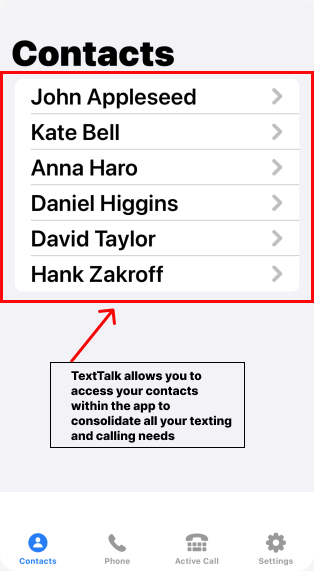 Contacts
John Appleseed
Kate Bell
Anna Haro
Daniel Higgins
David Taylor
Hank Zakroff
TextTalk allows you to
access your contacts
within the app to
consolidate all your texting
and calling needs
Contacts Phone Active Call Settings